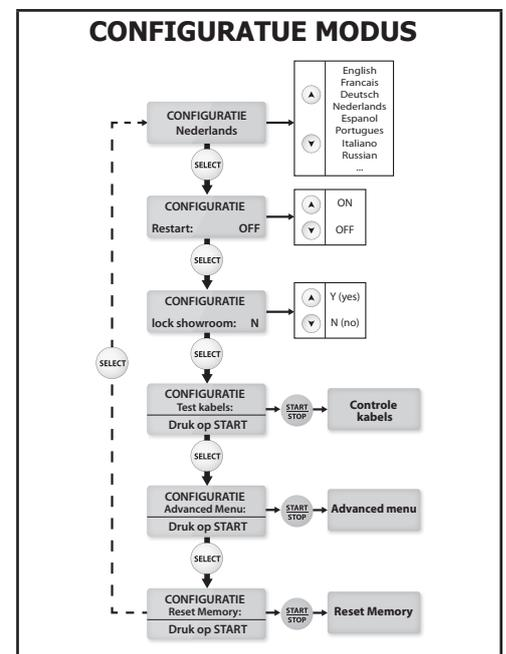 CONFIGURATUE MODUS
CONFIGURATIE
Nederlands
English
Francais
Deutsch
Nederlands
Espanol
Portugues
Italiano
Russian
...
SELECT
CONFIGURATIE
Restart: OFF
ON
OFF
SELECT
CONFIGURATIE
lock showroom: N
Y (yes)
N (no)
SELECT
SELECT
CONFIGURATIE
Test kabels:
Druk op START
START
STOP
Controle
kabels
SELECT
CONFIGURATIE
Advanced Menu:
Druk op START
START
STOP
Advanced menu
SELECT
CONFIGURATIE
Reset Memory:
Druk op START
START
STOP
Reset Memory